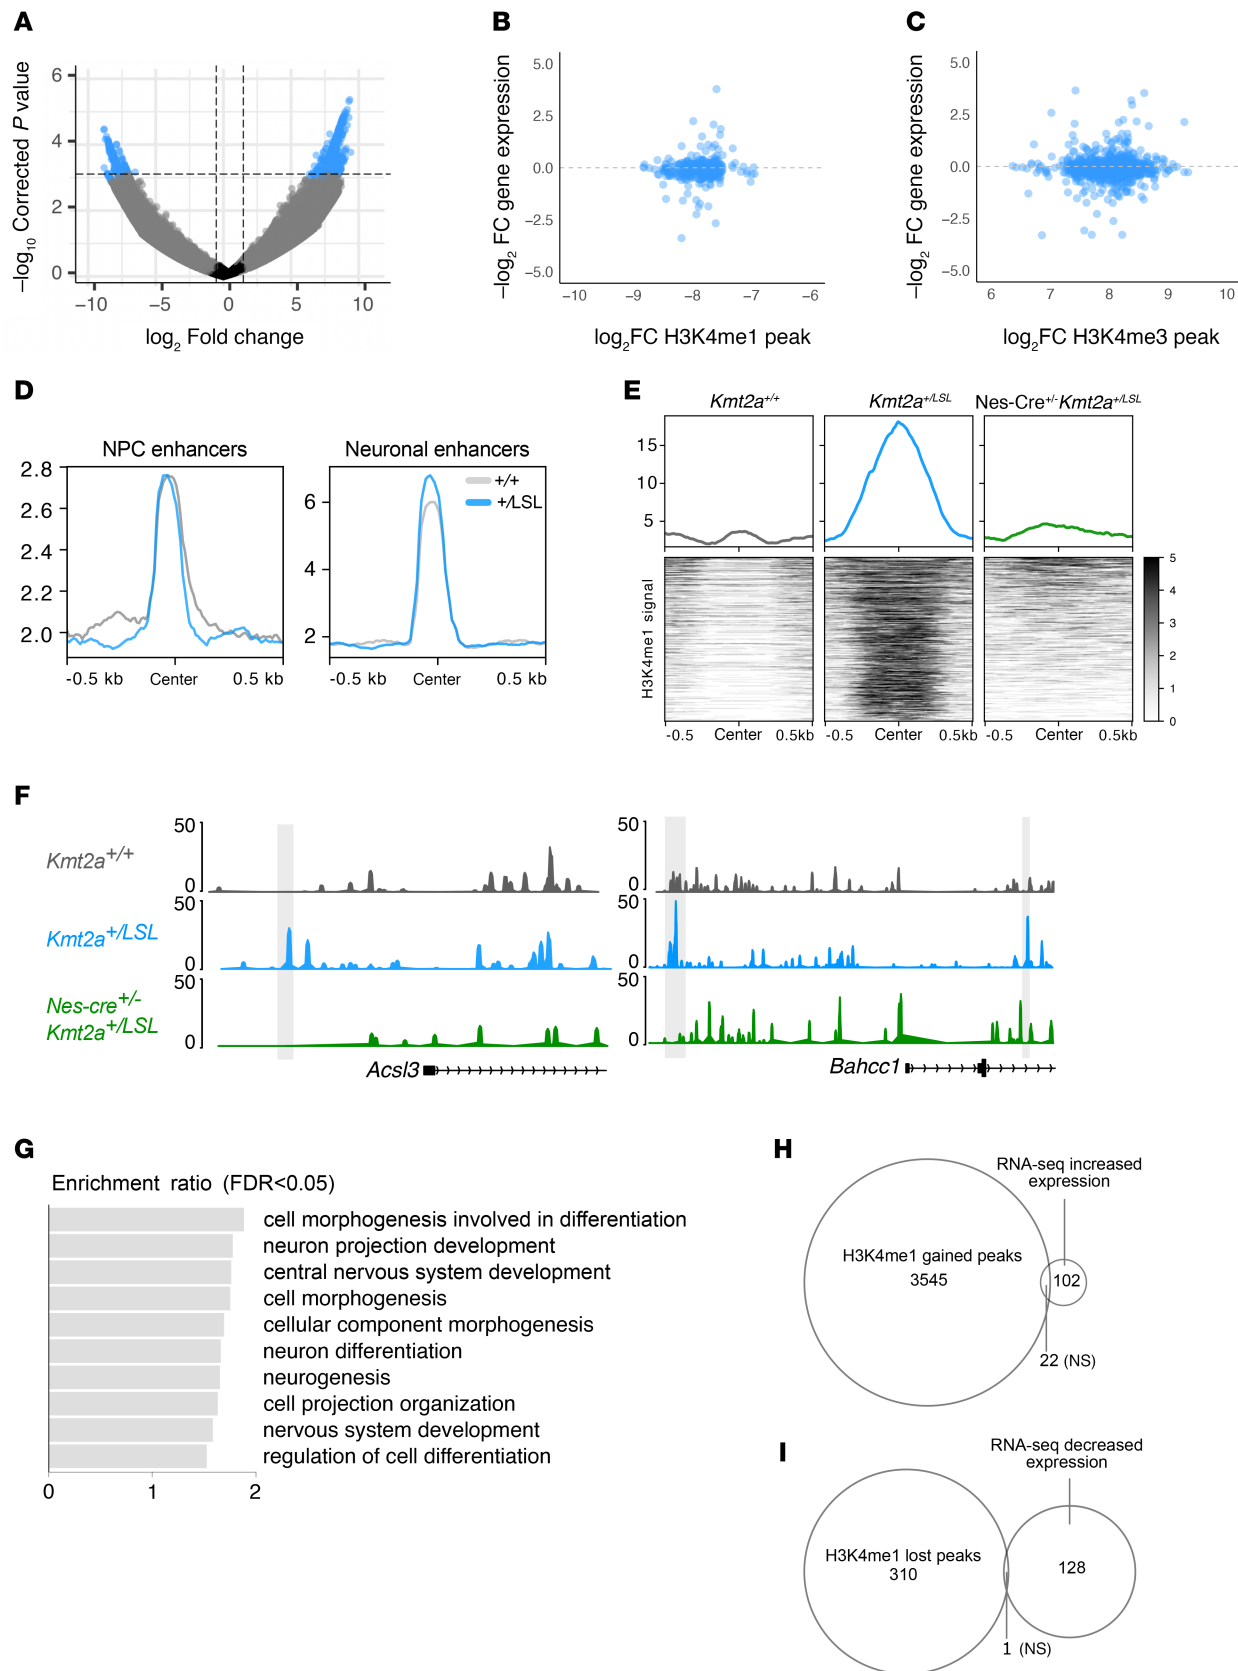 A
−log10 Corrected P value
6
4
2
0
−10
−5
0
5
10
log2 Fold change
B
−log2 FC gene expression
5.0
2.5
0.0
−2.5
−5.0
−10
−9
−8
−7
−6
log2FC H3K4me1 peak
C
−log2 FC gene expression
5.0
2.5
0.0
−2.5
−5.0
6
7
8
9
10
log2FC H3K4me3 peak
D
NPC enhancers
2.8
2.6
2.4
2.2
2.0
-0.5 kb
Center
0.5 kb
Neuronal enhancers
+/+
+/LSL
6
4
2
-0.5 kb
Center
0.5 kb
E
Kmt2a+/+
Kmt2a+/LSL
Nes-Cre+/- Kmt2a+/LSL
15
10
5
H3K4me1 signal
5
4
3
2
1
0
-0.5
Center
0.5kb
-0.5
Center
0.5kb
-0.5
Center
0.5kb
F
Kmt2a+/+
50
0
50
0
Kmt2a+/LSL
50
0
50
0
Nes-cre+/-
Kmt2a+/LSL
50
0
50
0
Acsl3
Bahcc1
G
Enrichment ratio (FDR<0.05)
cell morphogenesis involved in differentiation
neuron projection development
central nervous system development
cell morphogenesis
cellular component morphogenesis
neuron differentiation
neurogenesis
cell projection organization
nervous system development
regulation of cell differentiation
0
1
2
H
RNA-seq increased
expression
H3K4me1 gained peaks
3545
102
22 (NS)
I
RNA-seq decreased
expression
H3K4me1 lost peaks
310
128
1 (NS)